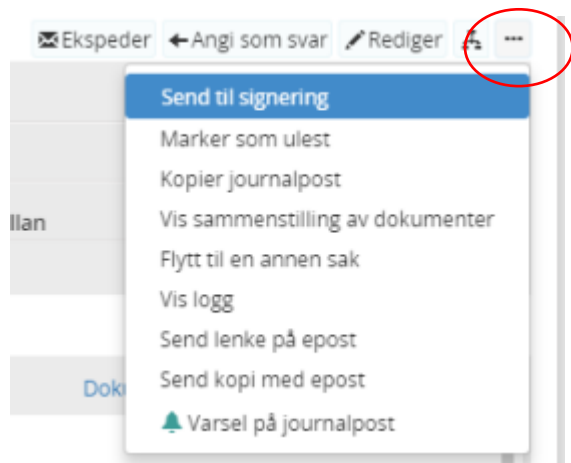 Ekspeder Angi som svar Rediger ...
Send til signering
Marker som ulest
Kopier journalpost
Vis sammenstilling av dokumenter
llan
Flytt til en annen sak
Vis logg
Send lenke på epost
Send kopi med epost
Dok
Varsel på journalpost